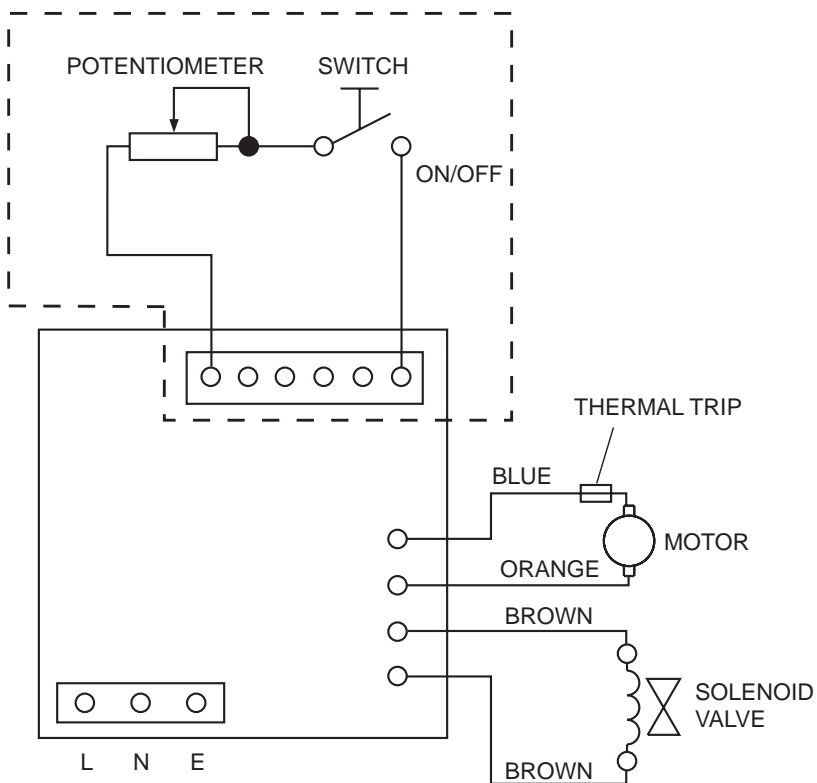 POTENTIOMETER
SWITCH
ON/OFF
THERMAL TRIP
BLUE
MOTOR
ORANGE
BROWN
SOLENOID
VALVE
BROWN
L N E